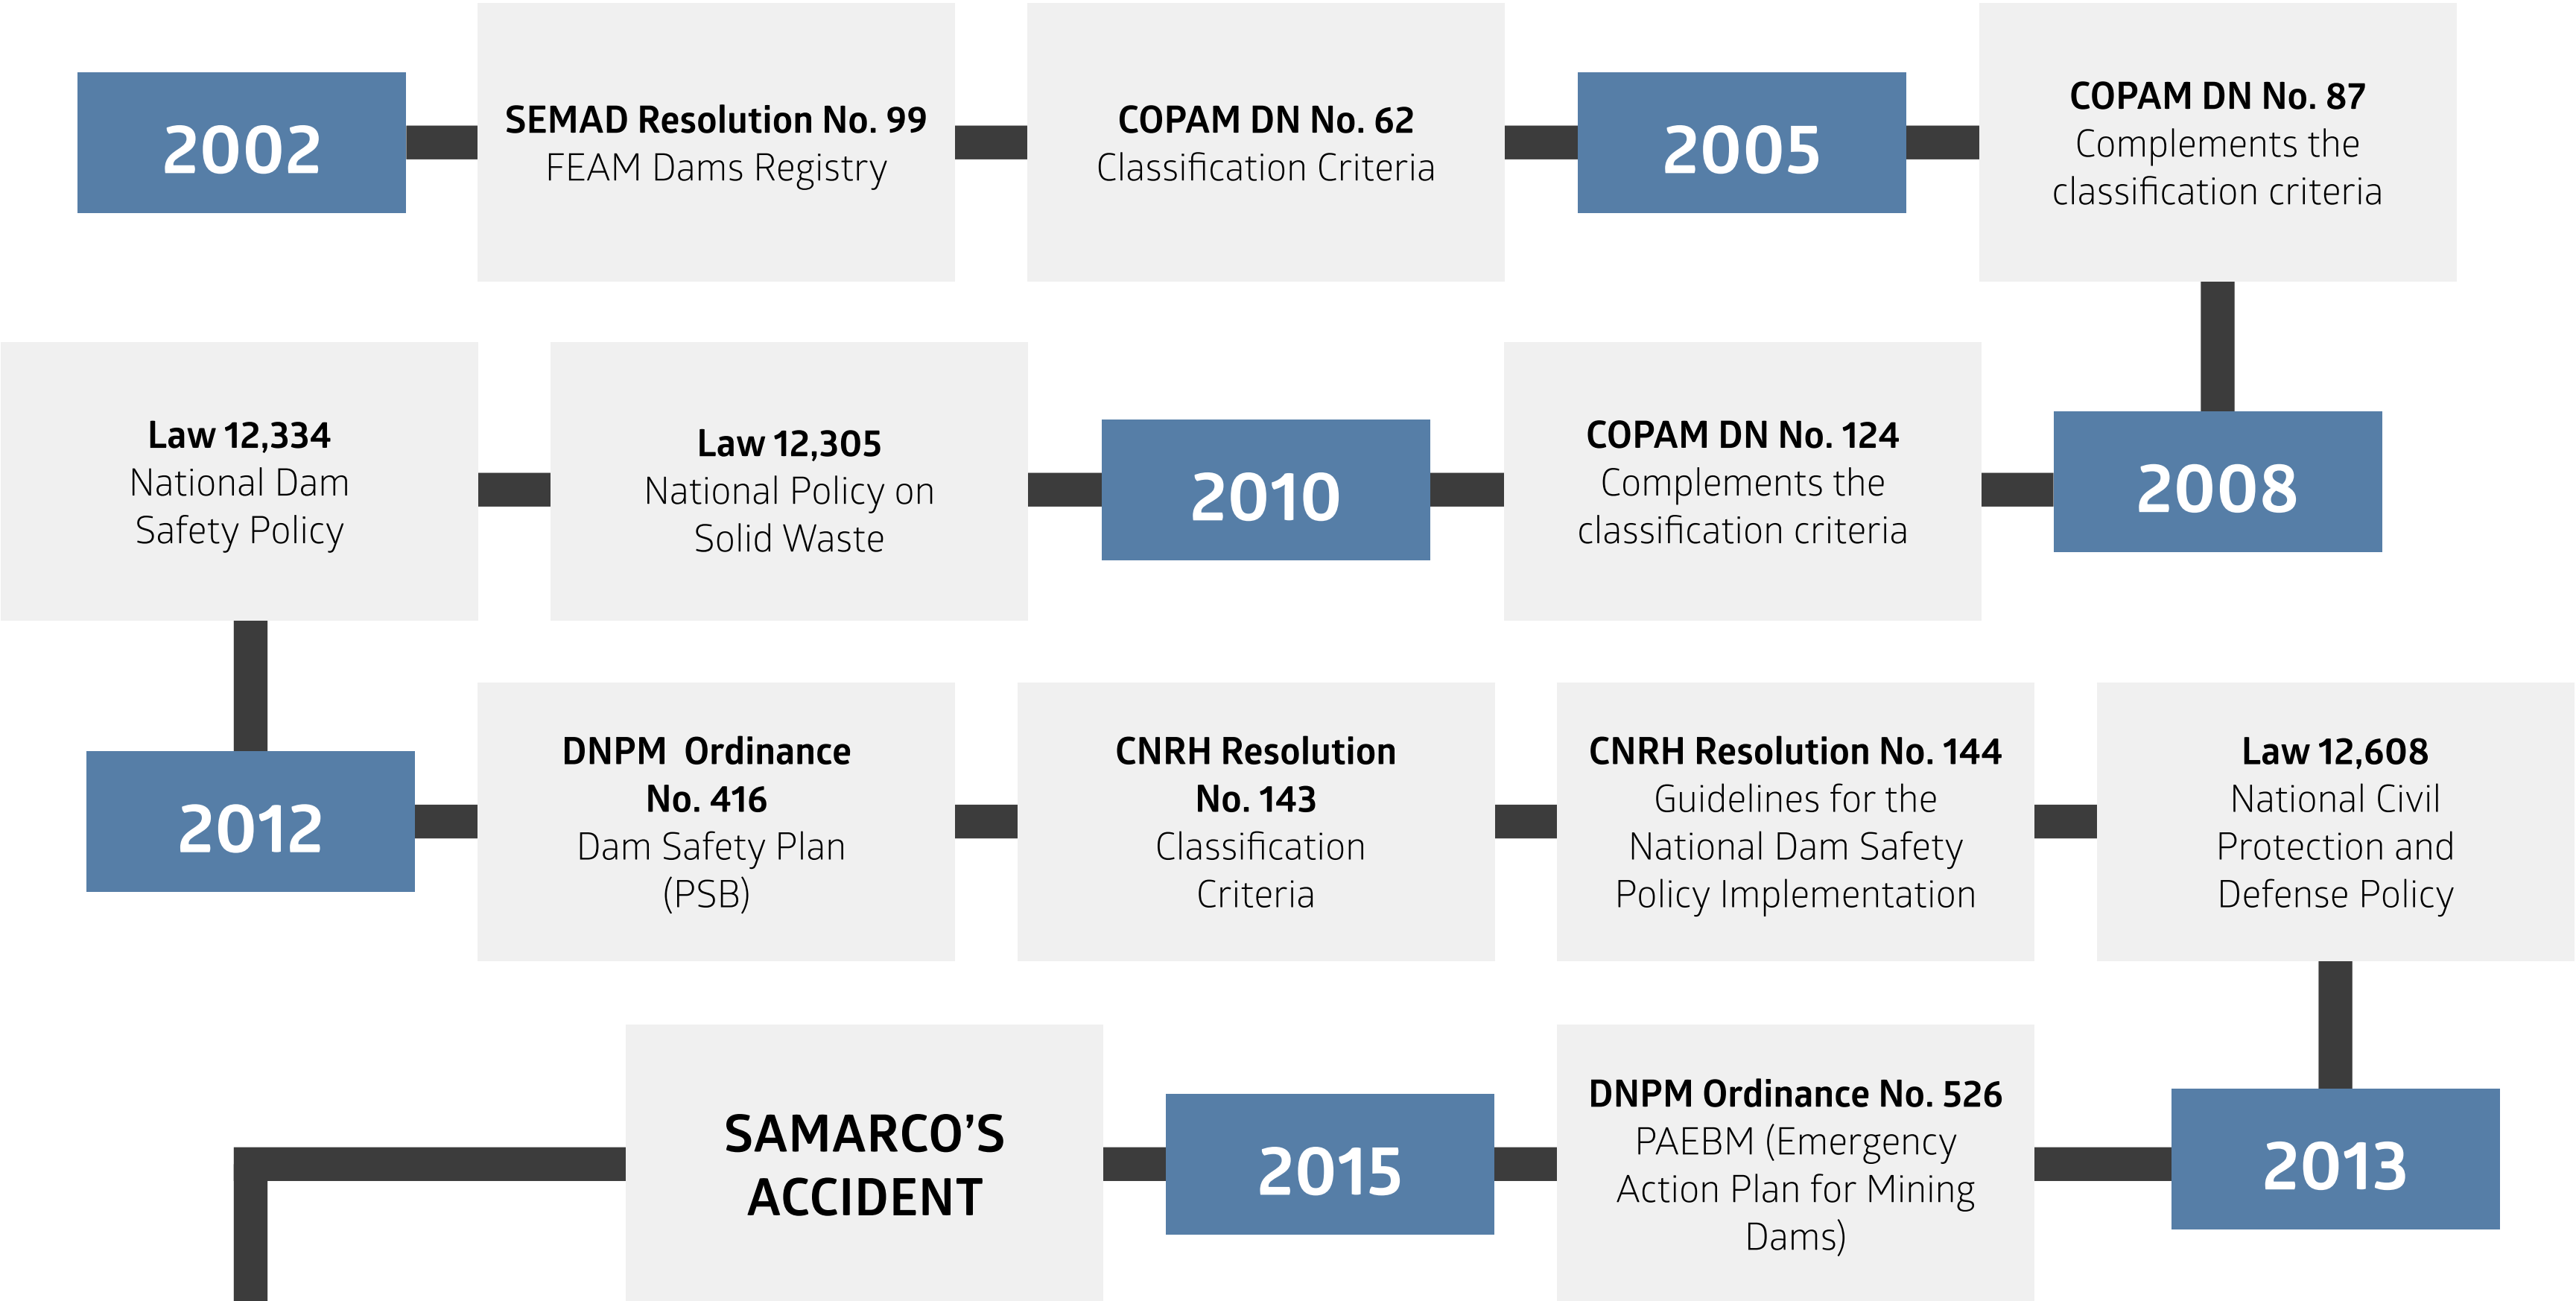 2002
SEMAD Resolution No. 99
FEAM Dams Registry
COPAM DN No. 62
Classification Criteria
2005
COPAM DN No. 87
Complements the
classification criteria
2008
COPAM DN No. 124
Complements the
classification criteria
2010
Law 12,305
National Policy on
Solid Waste
Law 12,334
National Dam
Safety Policy
2012
DNPM  Ordinance
No. 416
Dam Safety Plan
(PSB)
CNRH Resolution
No. 143
Classification
Criteria
CNRH Resolution No. 144
Guidelines for the
National Dam Safety
Policy Implementation
Law 12,608
National Civil
Protection and
Defense Policy
2013
DNPM Ordinance No. 526
PAEBM (Emergency
Action Plan for Mining
Dams)
2015
SAMARCO’S
ACCIDENT